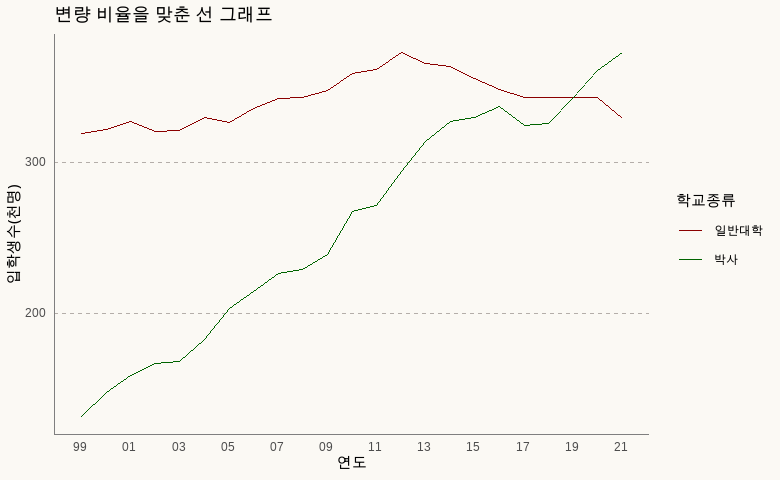 변량 비율을 맞춘 선 그래프
입학생수(천명)
300
200
99 01 03 05 07 09 11 13 15 17 19 21
연도
학교종류
일반대학
박사